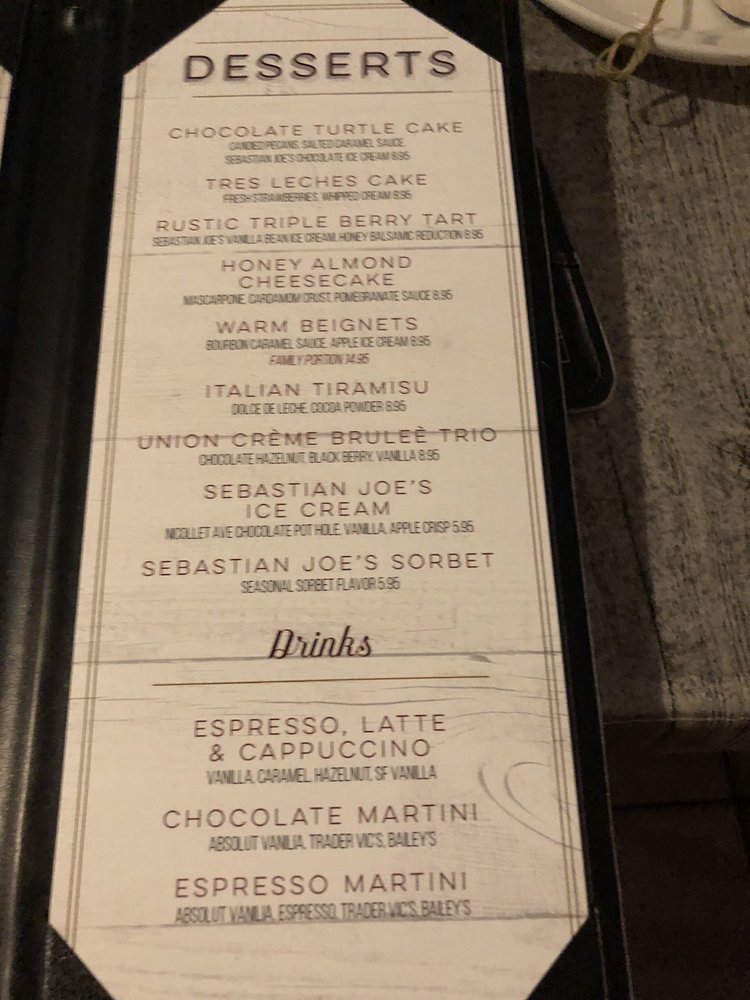 DESSERTS
CHOCOLATE TURTLE CAKE
CANDIED PECANS, SALTED CARAMEL SAUCE,
SEBASTIAN JOE'S CHOCOLATE ICE CREAM 8.95
TRES LECHES CAKE
FRESH STRAWBERRIES, WHIPPED CREAM 8.95
RUSTIC TRIPLE BERRY TART
SEBASTIAN JOE'S VANILLA BEAN ICE CREAM, HONEY BALSAMIC REDUCTION 8.95
HONEY ALMOND
CHEESECAKE
MASCARPONE, CARDAMOM CRUST, POMEGRANATE SAUCE 8.95
WARM BEIGNETS
BOURBON CARAMEL SAUCE, APPLE ICE CREAM 8.95
FAMILY PORTION 14.95
ITALIAN TIRAMISU
DOLCE DE LECHE, COCOA POWDER 8.95
UNION CRÈME BRULEÈ TRIO
CHOCOLATE HAZELNUT, BLACK BERRY, VANILLA 8.95
SEBASTIAN JOE'S
ICE CREAM
NICOLLET AVE CHOCOLATE POT HOLE, VANILLA, APPLE CRISP 5.95
SEBASTIAN JOE'S SORBET
SEASONAL SORBET FLAVOR 5.95
Drinks
ESPRESSO, LATTE
& CAPPUCCINO
VANILLA, CARAMEL, HAZELNUT, SF VANILLA
CHOCOLATE MARTINI
ABSOLUT VANILIA, TRADER VIC'S, BAILEY'S
ESPRESSO MARTINI
ABSOLUT VANILIA, ESPRESSO, TRADER VIC'S, BAILEY'S